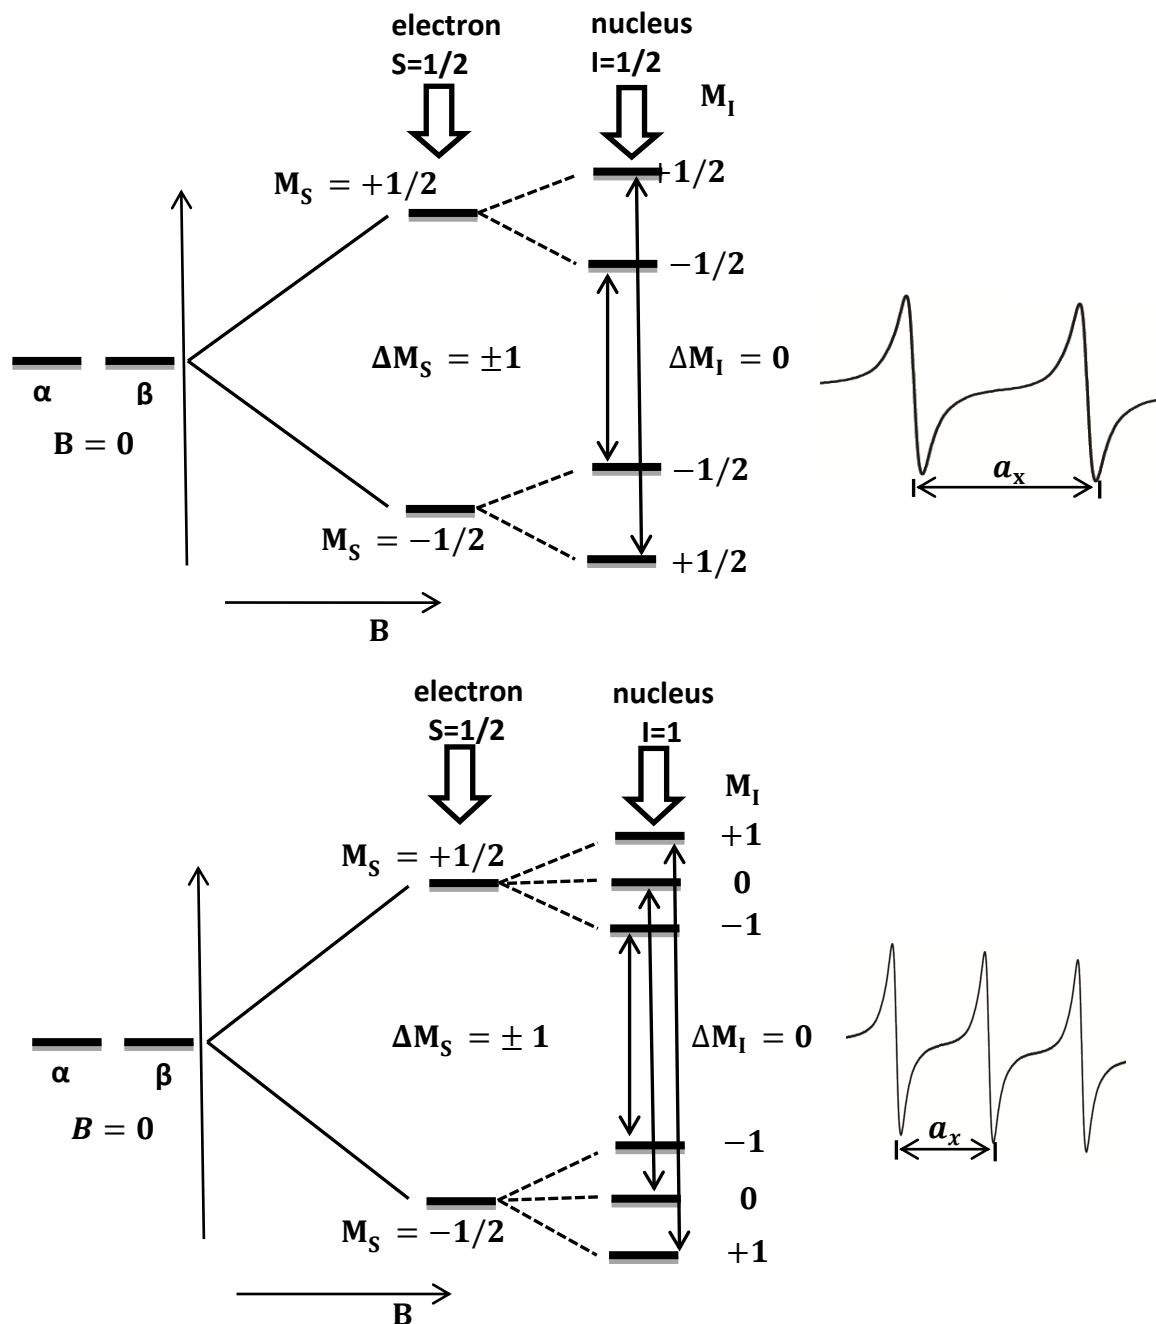 electron
S=1/2
nucleus
I=1/2
M_I
M_S = +1/2
+1/2
−1/2
α
β
B = 0
ΔM_S = ±1
ΔM_I = 0
−1/2
a_x
M_S = −1/2
+1/2
B
electron
S=1/2
nucleus
I=1
M_I
+1
M_S = +1/2
0
−1
α
β
B = 0
ΔM_S = ± 1
ΔM_I = 0
a_x
−1
0
M_S = −1/2
+1
B